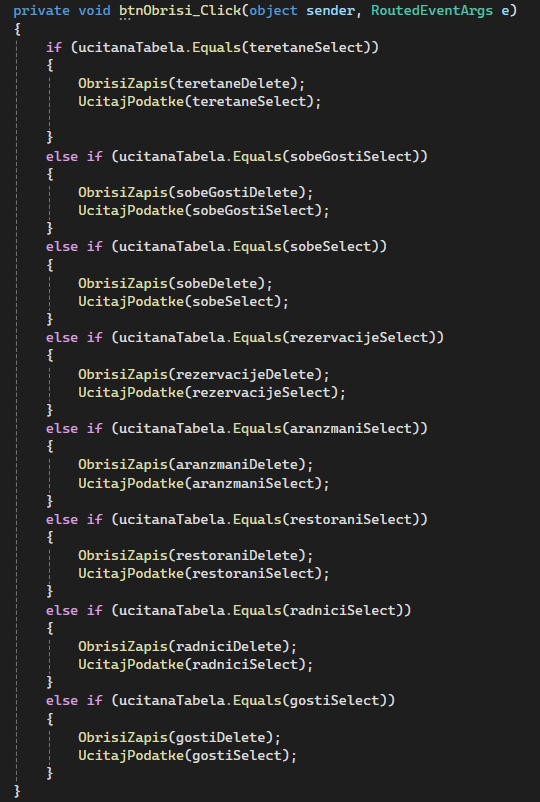 private void btnObrisi_Click(object sender, RoutedEventArgs e)
{
    if (ucitanaTabela.Equals(teretaneSelect))
    {
        ObrisiZapis(teretaneDelete);
        UcitajPodatke(teretaneSelect);
    }
    else if (ucitanaTabela.Equals(sobeGostiSelect))
    {
        ObrisiZapis(sobeGostiDelete);
        UcitajPodatke(sobeGostiSelect);
    }
    else if (ucitanaTabela.Equals(sobeSelect))
    {
        ObrisiZapis(sobeDelete);
        UcitajPodatke(sobeSelect);
    }
    else if (ucitanaTabela.Equals(rezervacijeSelect))
    {
        ObrisiZapis(rezervacijeDelete);
        UcitajPodatke(rezervacijeSelect);
    }
    else if (ucitanaTabela.Equals(aranzmaniSelect))
    {
        ObrisiZapis(aranzmaniDelete);
        UcitajPodatke(aranzmaniSelect);
    }
    else if (ucitanaTabela.Equals(restoraniSelect))
    {
        ObrisiZapis(restoraniDelete);
        UcitajPodatke(restoraniSelect);
    }
    else if (ucitanaTabela.Equals(radniciSelect))
    {
        ObrisiZapis(radniciDelete);
        UcitajPodatke(radniciSelect);
    }
    else if (ucitanaTabela.Equals(gostiSelect))
    {
        ObrisiZapis(gostiDelete);
        UcitajPodatke(gostiSelect);
    }
}